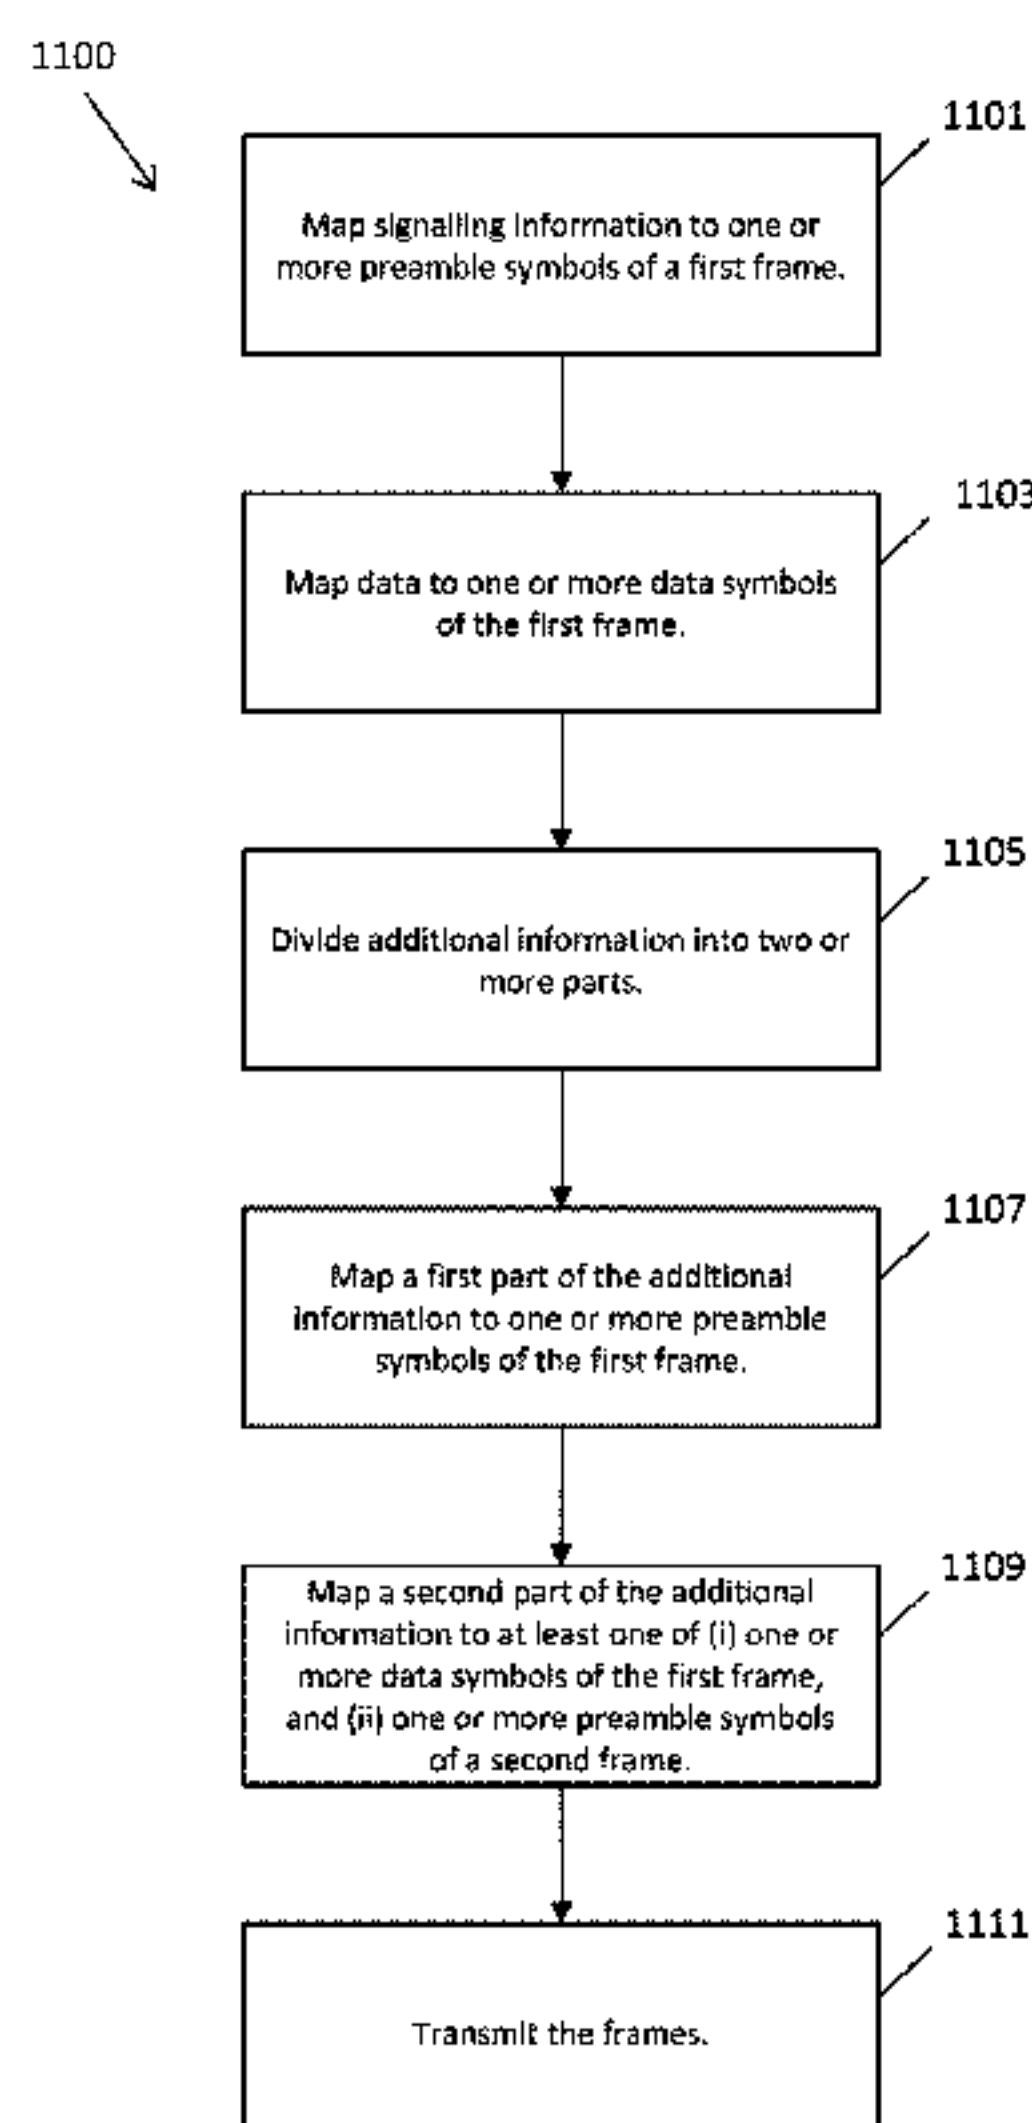 1100
1101
Map signalling information to one or
more preamble symbols of a first frame.
1103
Map data to one or more data symbols
of the first frame.
1105
Divide additional information into two or
more parts.
1107
Map a first part of the additional
information to one or more preamble
symbols of the first frame.
1109
Map a second part of the additional
information to at least one of (i) one or
more data symbols of the first frame,
and (ii) one or more preamble symbols
of a second frame.
1111
Transmit the frames.